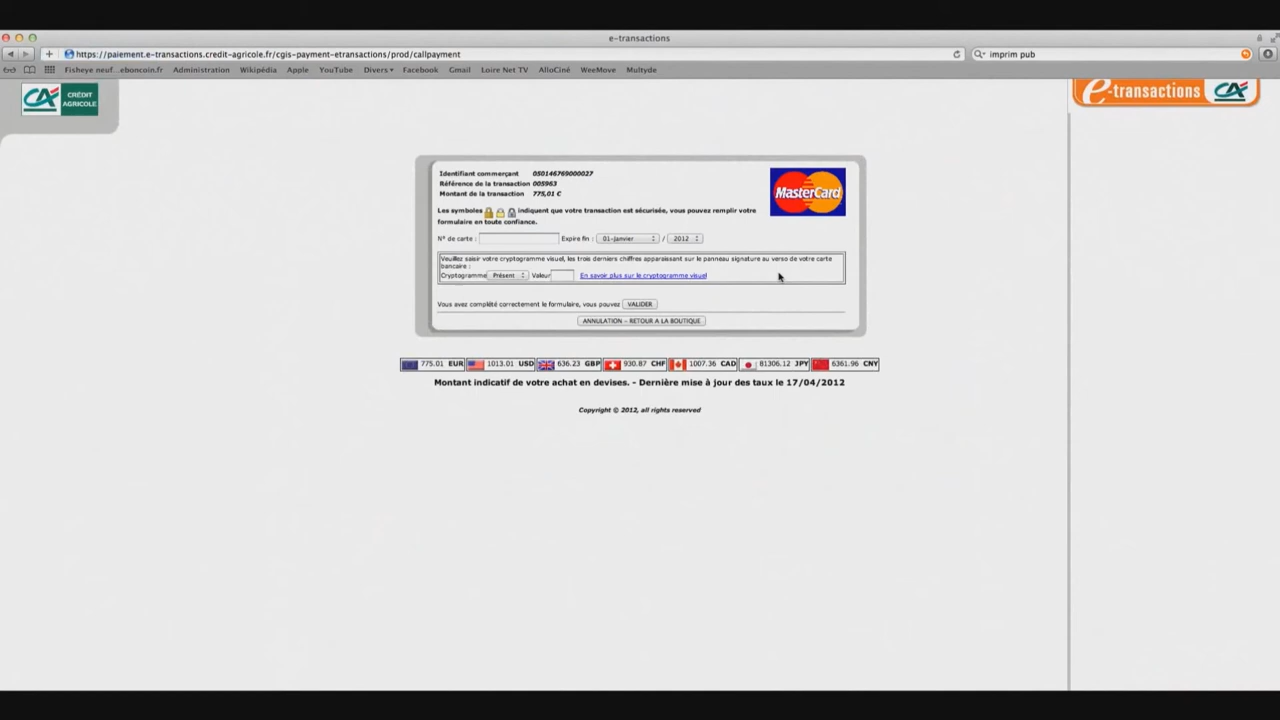 e-transactions
https://paiement.e-transactions.credit-agricole.fr/cgis-payment-etransactions/prod/callpayment
imprim pub
Fisheye neuf ...eboncoin.fr Administration Wikipédia Apple YouTube Divers Facebook Gmail Loire Net TV AlloCiné WeeMove Multyde
CA CRÉDIT AGRICOLE
e-transactions CA
Identifiant commerçant 050146769000027
Référence de la transaction 005963
Montant de la transaction 775,01 €
MasterCard
Les symboles indiquent que votre transaction est sécurisée, vous pouvez remplir votre
formulaire en toute confiance.
N° de carte : Expire fin : 01-janvier / 2012
Veuillez saisir votre cryptogramme visuel, les trois derniers chiffres apparaissant sur le panneau signature au verso de votre carte
bancaire :
Cryptogramme Présent Valeur En savoir plus sur le cryptogramme visuel
Vous avez complété correctement le formulaire, vous pouvez VALIDER
ANNULATION - RETOUR A LA BOUTIQUE
775.01 EUR 1013.01 USD 636.23 GBP 930.87 CHF 1007.36 CAD 81306.12 JPY 6361.96 CNY
Montant indicatif de votre achat en devises. - Dernière mise à jour des taux le 17/04/2012
Copyright © 2012, all rights reserved